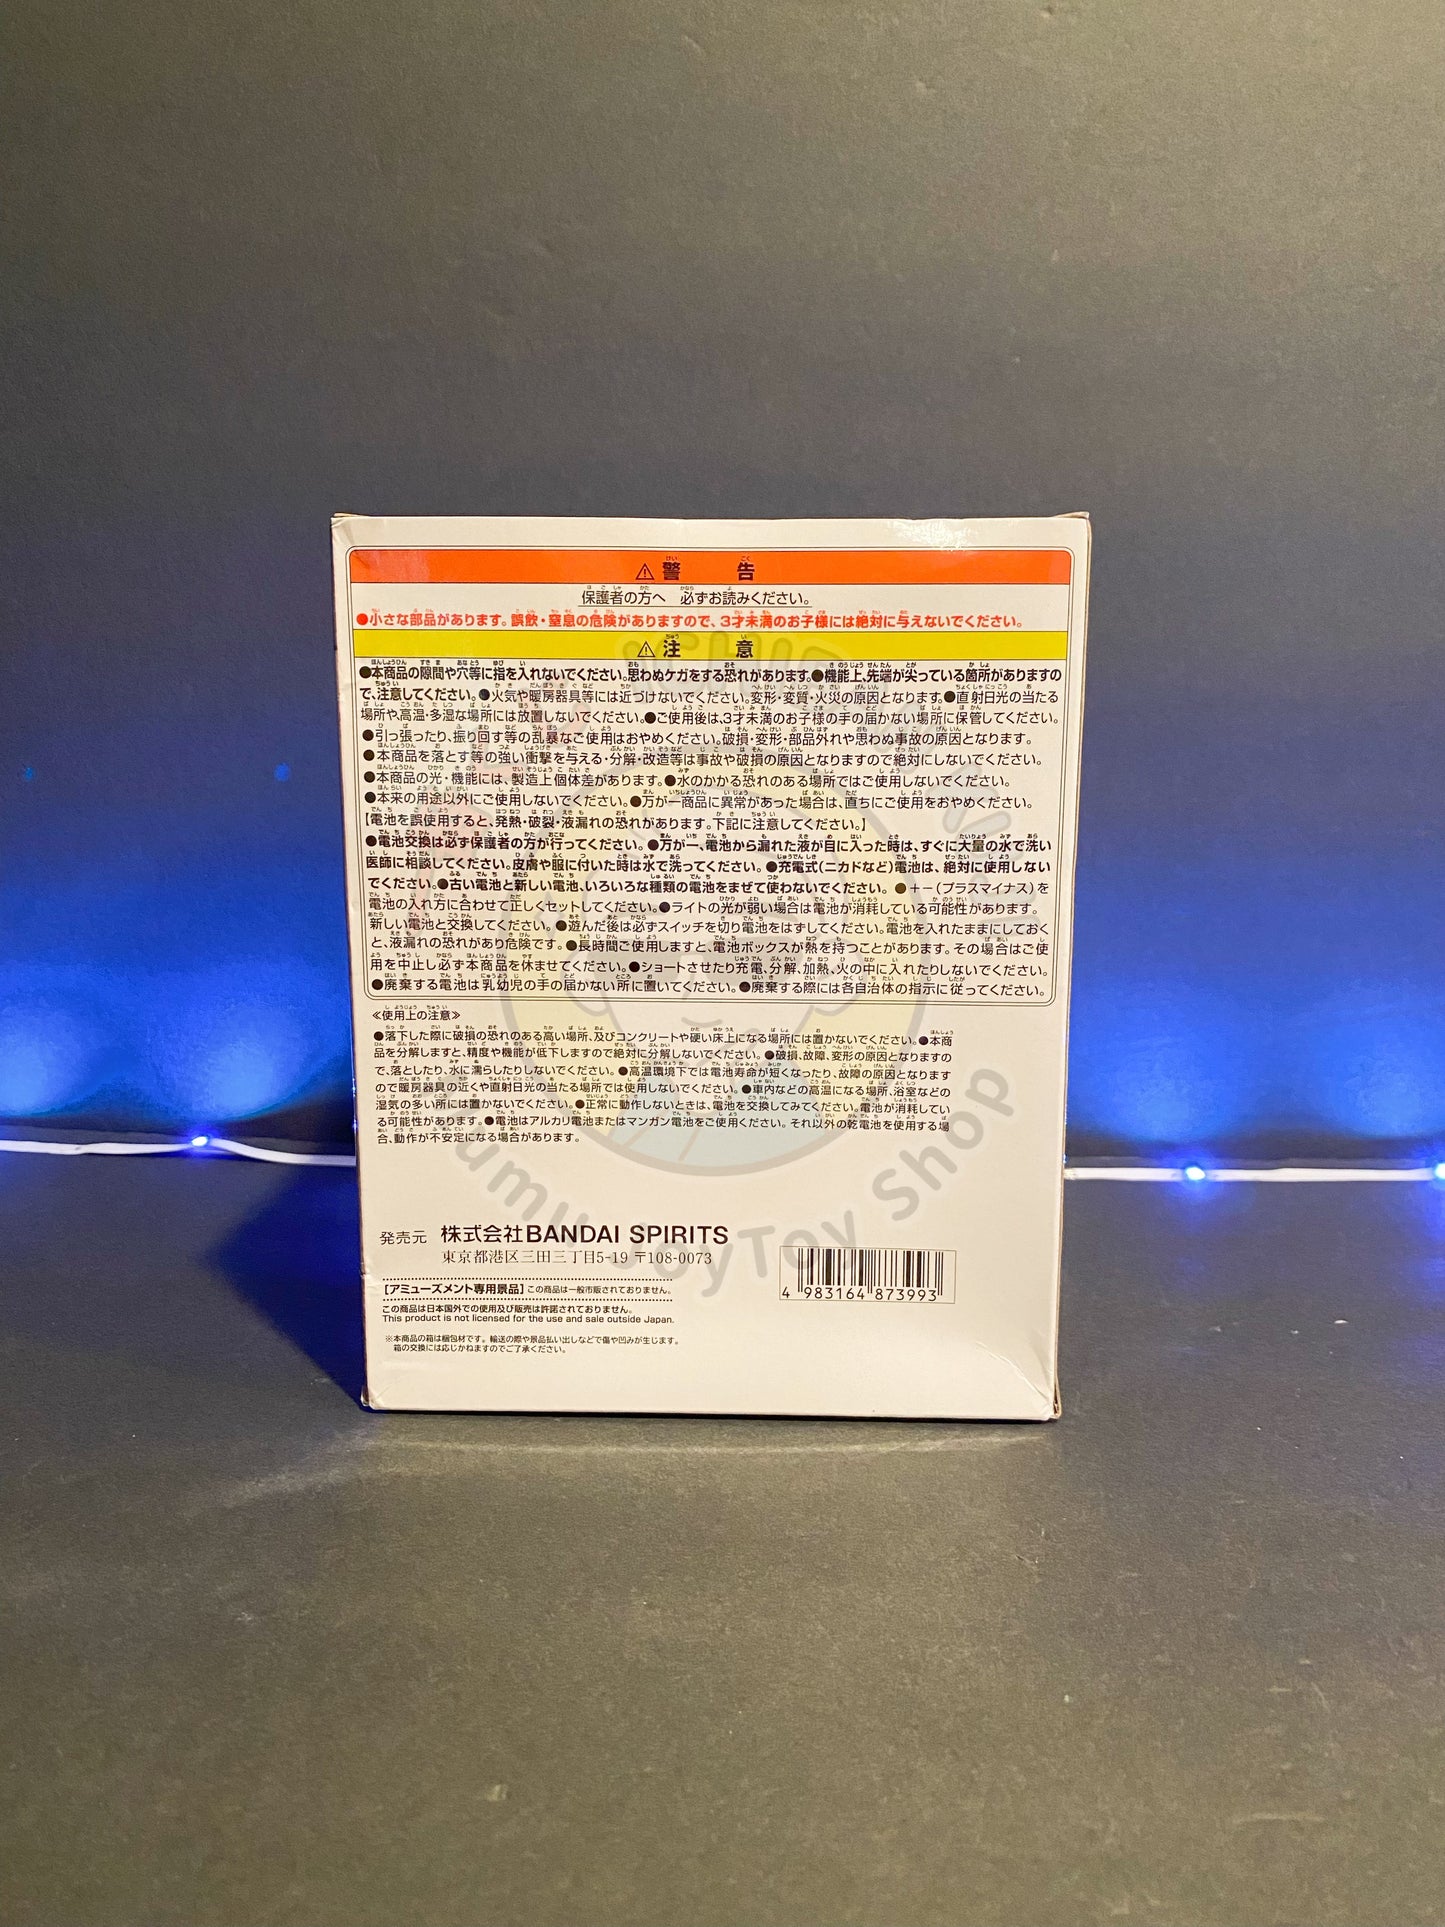 ⚠警 告
保護者の方へ 必ずお読みください。
●小さな部品があります。誤飲・窒息の危険がありますので、3才未満のお子様には絶対に与えないでください。
⚠注 意
●本商品の隙間や穴等に指を入れないでください。思わぬケガをする恐れがあります。●機能上、先端が尖っている箇所がありますの
で、注意してください。●火気や暖房器具等には近づけないでください。変形・変質・火災の原因となります。●直射日光の当たる
場所や、高温・多湿な場所には放置しないでください。●ご使用後は、3才未満のお子様の手の届かない場所に保管してください。
●引っ張ったり、振り回す等の乱暴なご使用はおやめください。破損・変形・部品外れや思わぬ事故の原因となります。
●本商品を落とす等の強い衝撃を与える・分解・改造等は事故や破損の原因となりますので絶対にしないでください。
●本商品の光・機能には、製造上個体差があります。●水のかかる恐れのある場所ではご使用しないでください。
●本来の用途以外にご使用しないでください。●万が一商品に異常があった場合は、直ちにご使用をおやめください。
【電池を誤使用すると、発熱・破裂・液漏れの恐れがあります。下記に注意してください。】
●電池交換は必ず保護者の方が行ってください。●万が一、電池から漏れた液が目に入った時は、すぐに大量の水で洗い
医師に相談してください。皮膚や服に付いた時は水で洗ってください。●充電式(ニカドなど)電池は、絶対に使用しない
でください。●古い電池と新しい電池、いろいろな種類の電池をまぜて使わないでください。●+−(プラスマイナス)を
電池の入れ方に合わせて正しくセットしてください。●ライトの光が弱い場合は電池が消耗している可能性があります。
新しい電池と交換してください。●遊んだ後は必ずスイッチを切り電池をはずしてください。電池を入れたままにしておく
と、液漏れの恐れがあり危険です。●長時間ご使用しますと、電池ボックスが熱を持つことがあります。その場合はご使
用を中止し必ず本商品を休ませてください。●ショートさせたり充電、分解、加熱、火の中に入れたりしないでください。
●廃棄する電池は乳幼児の手の届かない所に置いてください。●廃棄する際には各自治体の指示に従ってください。
≪使用上の注意≫
●落下した際に破損の恐れのある高い場所、及びコンクリートや硬い床上になる場所には置かないでください。●本商
品を分解しますと、精度や機能が低下しますので絶対に分解しないでください。●破損、故障、変形の原因となりますの
で、落としたり、水に濡らしたりしないでください。●高温環境下では電池寿命が短くなったり、故障の原因となります
ので暖房器具の近くや直射日光の当たる場所では使用しないでください。●車内などの高温になる場所、浴室などの
湿気の多い所には置かないでください。●正常に動作しないときは、電池を交換してみてください。電池が消耗してい
る可能性があります。●電池はアルカリ電池またはマンガン電池をご使用ください。それ以外の乾電池を使用する場
合、動作が不安定になる場合があります。
発売元 株式会社BANDAI SPIRITS
東京都港区三田三丁目5-19 〒108-0073
[アミューズメント専用景品] この商品は一般市販されておりません。
この商品は日本国外での使用及び販売は許諾されておりません。
This product is not licensed for the use and sale outside Japan.
※本商品の箱は梱包材です。輸送の際や景品払い出しなどで傷や凹みが生じます。
箱の交換には応じかねますのでご了承ください。
4 983164 873993
Yumu JoyToy Shop